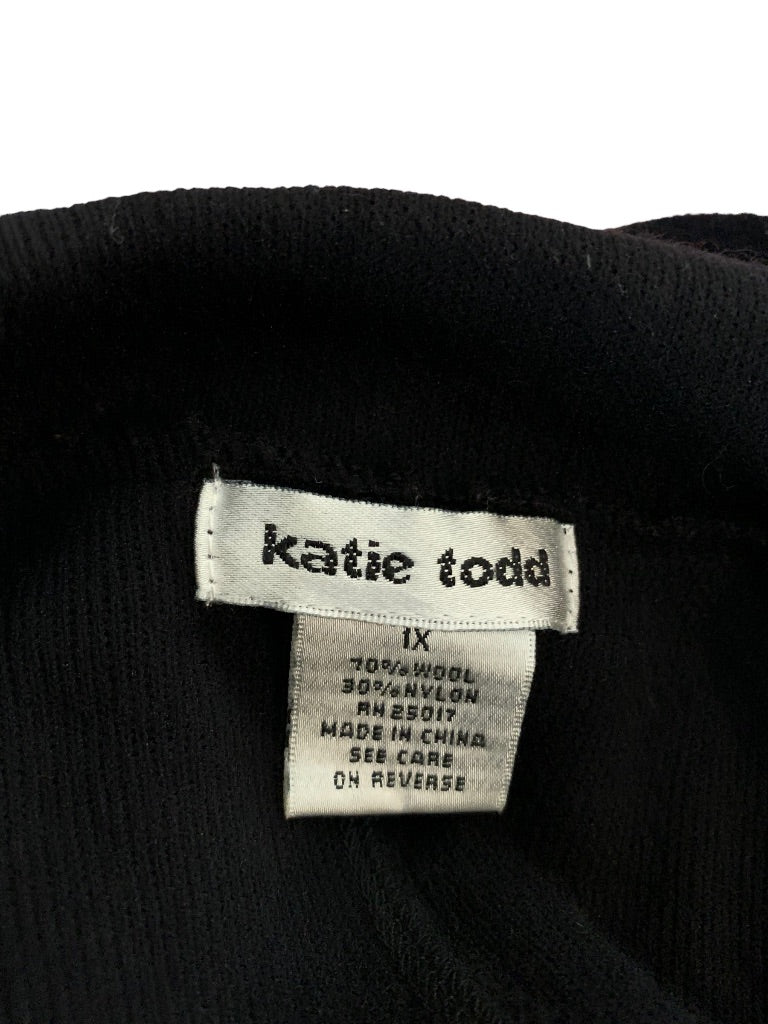 katie todd
1X
70% WOOL
30% NYLON
RN 25017
MADE IN CHINA
SEE CARE
ON REVERSE